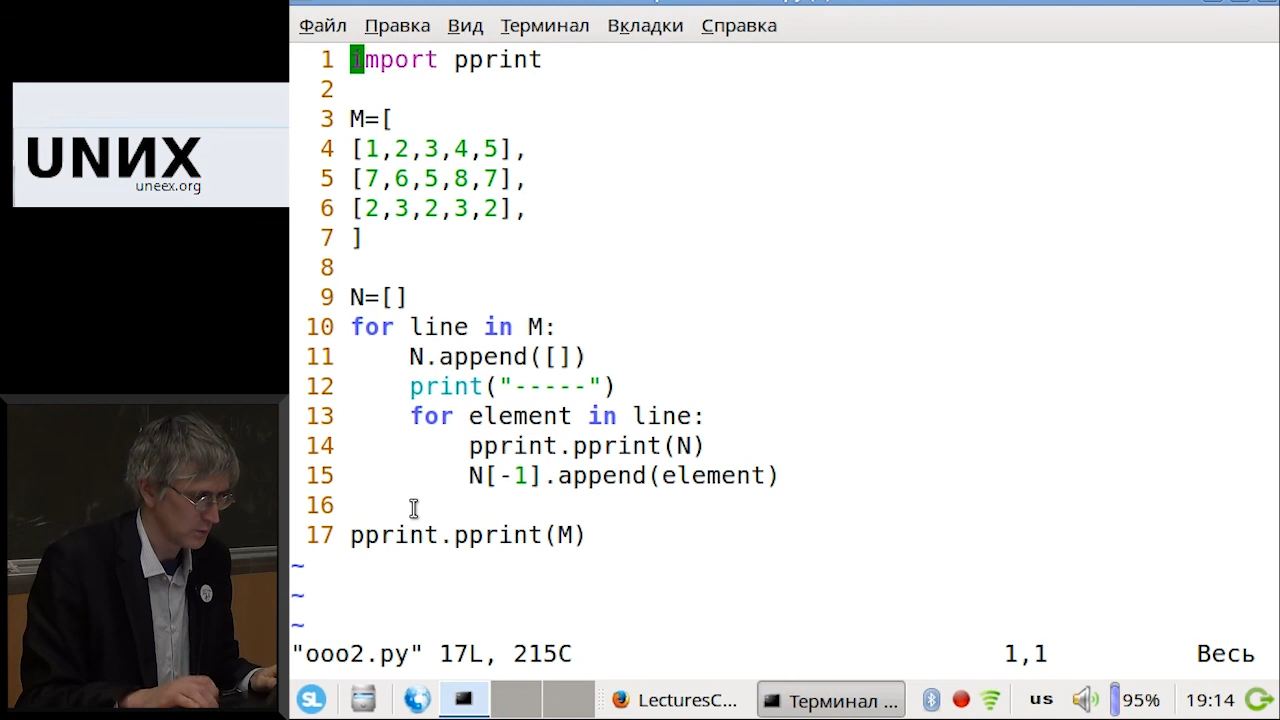 Файл Правка Вид Терминал Вкладки Справка
UNИX
uneex.org
1 import pprint
2
3 M=[
4 [1,2,3,4,5],
5 [7,6,5,8,7],
6 [2,3,2,3,2],
7 ]
8
9 N=[]
10 for line in M:
11     N.append([])
12     print("-----")
13     for element in line:
14         pprint.pprint(N)
15         N[-1].append(element)
16
17 pprint.pprint(M)
~
~
~
"ooo2.py" 17L, 215C 1,1 Весь
SL LecturesC... Терминал ... us 95% 19:14